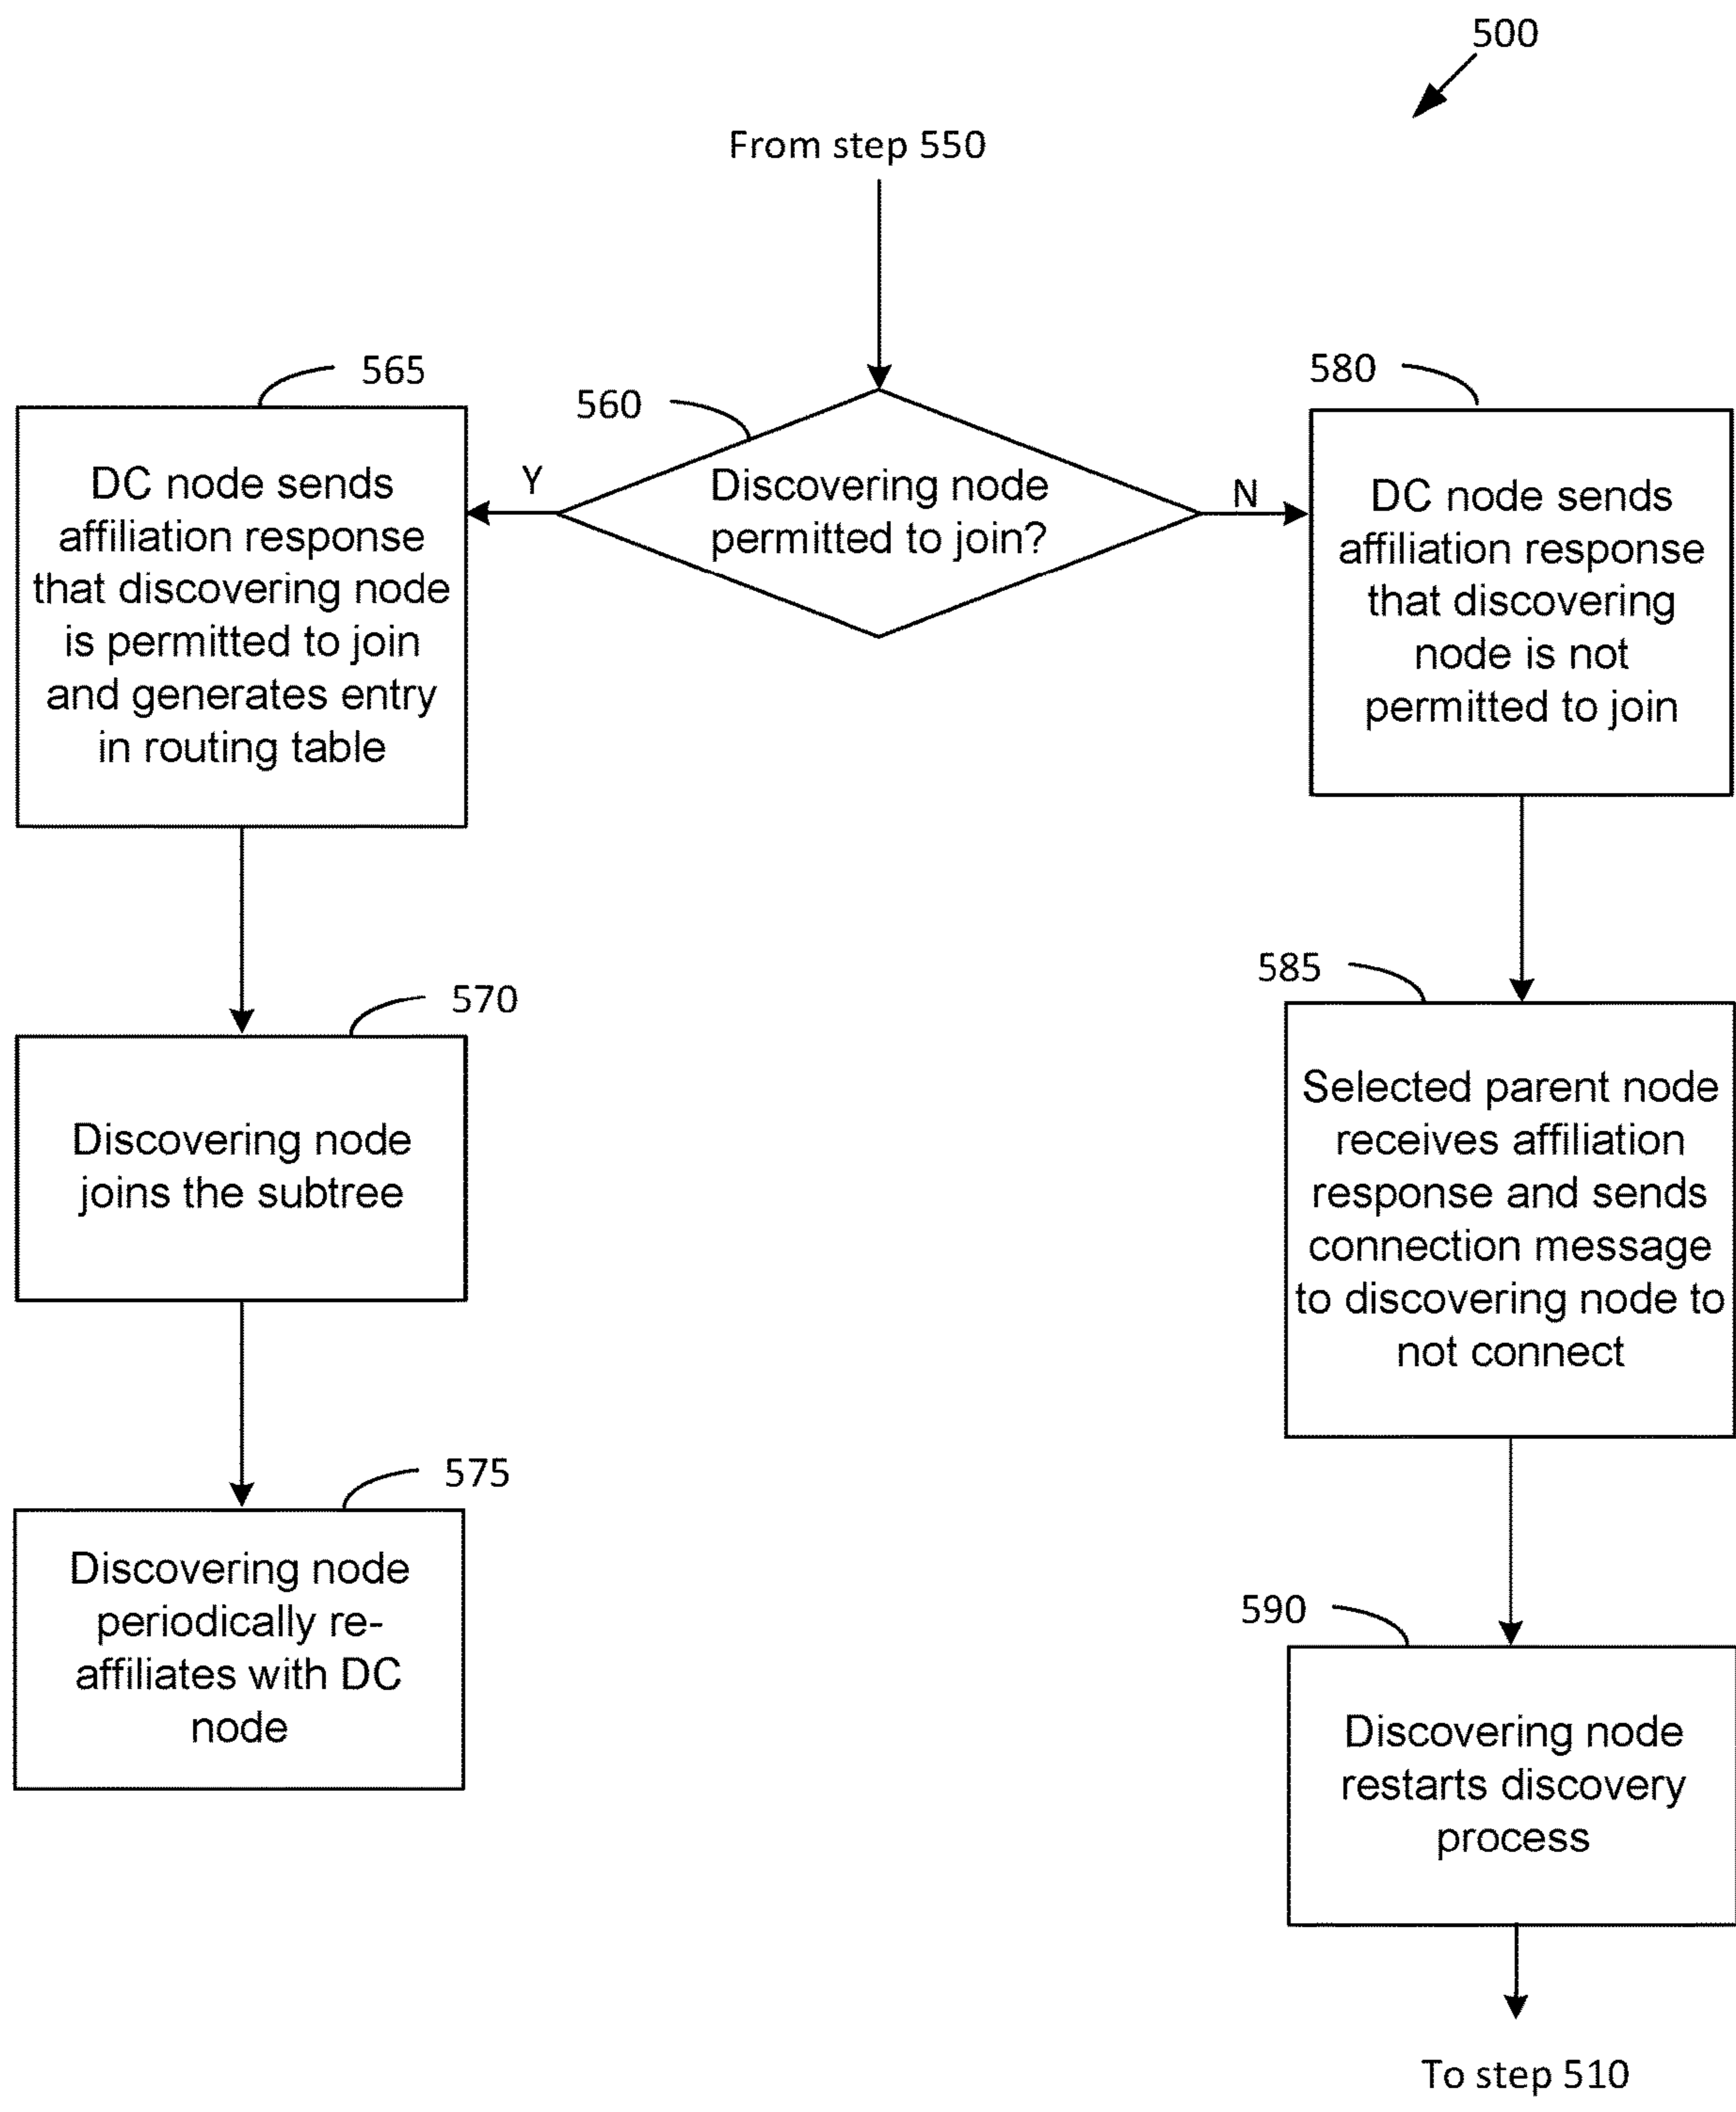 500
From step 550
565
DC node sends
affiliation response
that discovering node
is permitted to join
and generates entry
in routing table
Y
560
Discovering node
permitted to join?
N
580
DC node sends
affiliation response
that discovering
node is not
permitted to join
570
Discovering node
joins the subtree
575
Discovering node
periodically re-
affiliates with DC
node
585
Selected parent node
receives affiliation
response and sends
connection message
to discovering node to
not connect
590
Discovering node
restarts discovery
process
To step 510